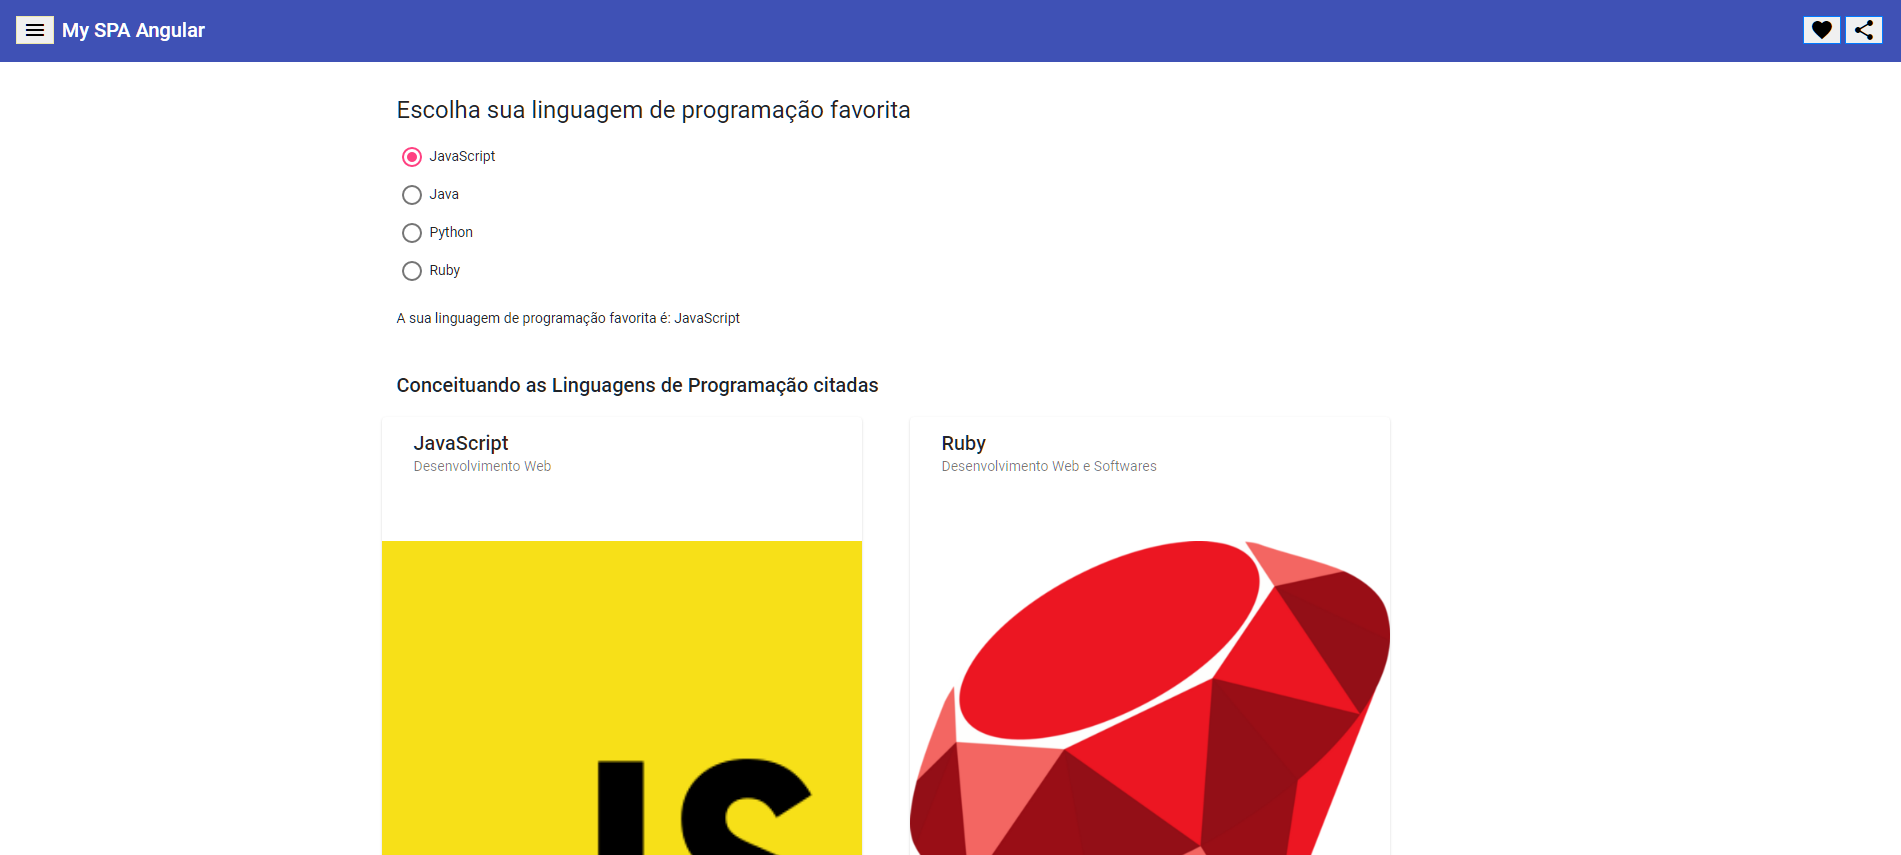 My SPA Angular
Escolha sua linguagem de programação favorita
JavaScript
Java
Python
Ruby
A sua linguagem de programação favorita é: JavaScript
Conceituando as Linguagens de Programação citadas
JavaScript
Desenvolvimento Web
Ruby
Desenvolvimento Web e Softwares
JS